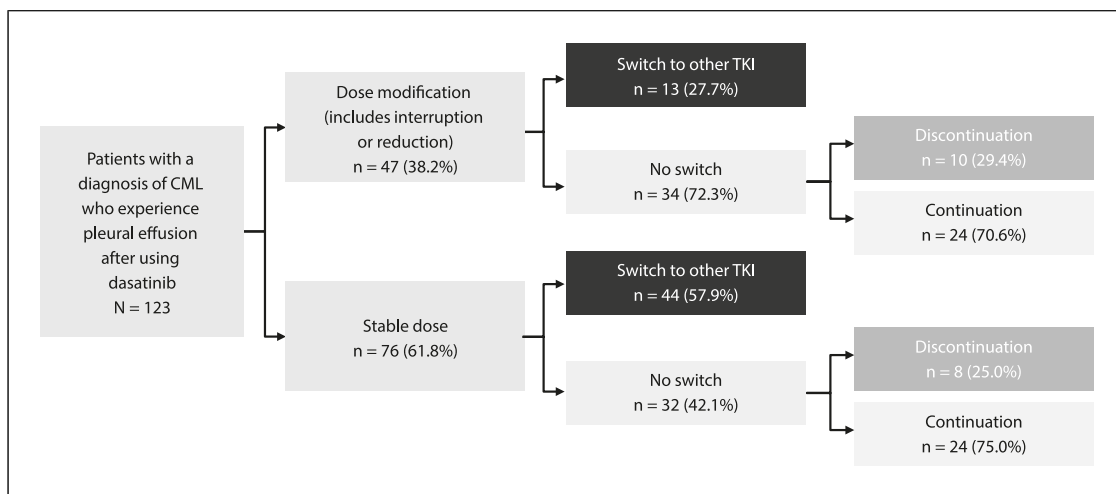 Patients with a
diagnosis of CML
who experience
pleural effusion
after using
dasatinib
N = 123
Dose modification
(includes interruption
or reduction)
n = 47 (38.2%)
Switch to other TKI
n = 13 (27.7%)
No switch
n = 34 (72.3%)
Discontinuation
n = 10 (29.4%)
Continuation
n = 24 (70.6%)
Stable dose
n = 76 (61.8%)
Switch to other TKI
n = 44 (57.9%)
No switch
n = 32 (42.1%)
Discontinuation
n = 8 (25.0%)
Continuation
n = 24 (75.0%)